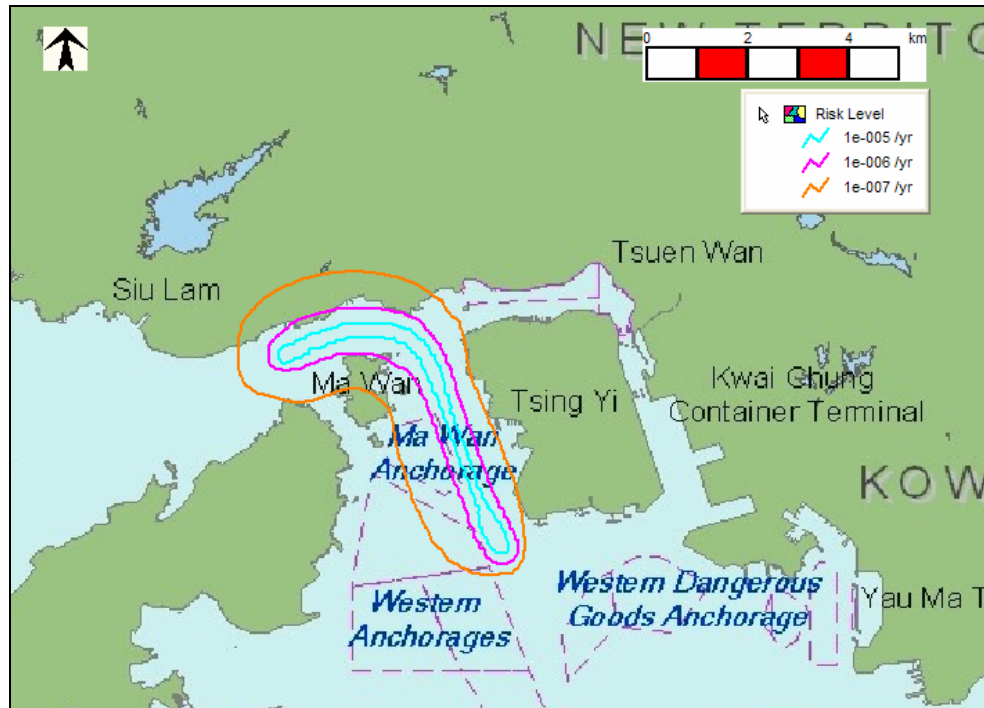 NEW TERRITO
0 2 4 km
Risk Level
1e-005 /yr
1e-006 /yr
1e-007 /yr
Tsuen Wan
Siu Lam
Ma Wan
Tsing Yi
Kwai Chung
Container Terminal
Ma Wan
Anchorage
KOW
Western
Anchorages
Western Dangerous
Goods Anchorage
Yau Ma T